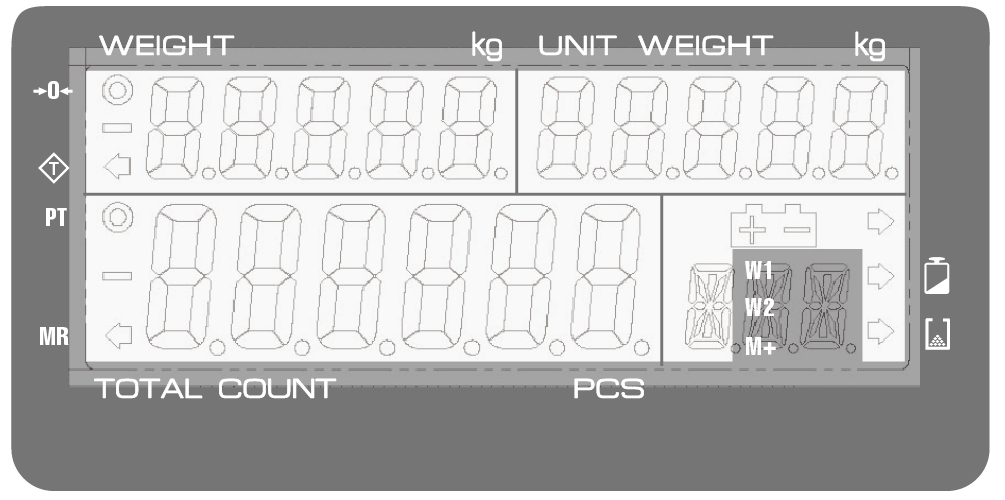 WEIGHT kg UNIT WEIGHT kg
→0←
T
PT
+ −
W1
W2
MR
M+
TOTAL COUNT PCS